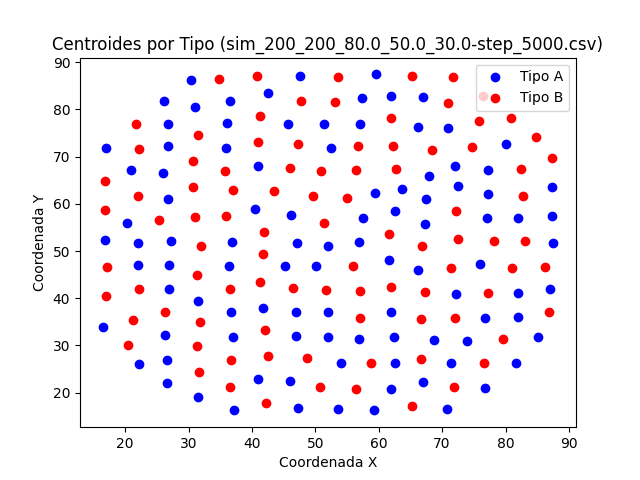 Centroides por Tipo (sim_200_200_80.0_50.0_30.0-step_5000.csv)
90
80
70
60
50
40
30
20
Coordenada Y
Tipo A
Tipo B
20 30 40 50 60 70 80 90
Coordenada X